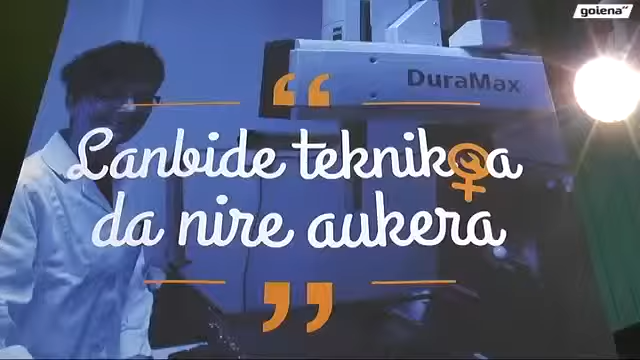 goiena
DuraMax
“
Lanbide teknikoa
da nire aukera
”